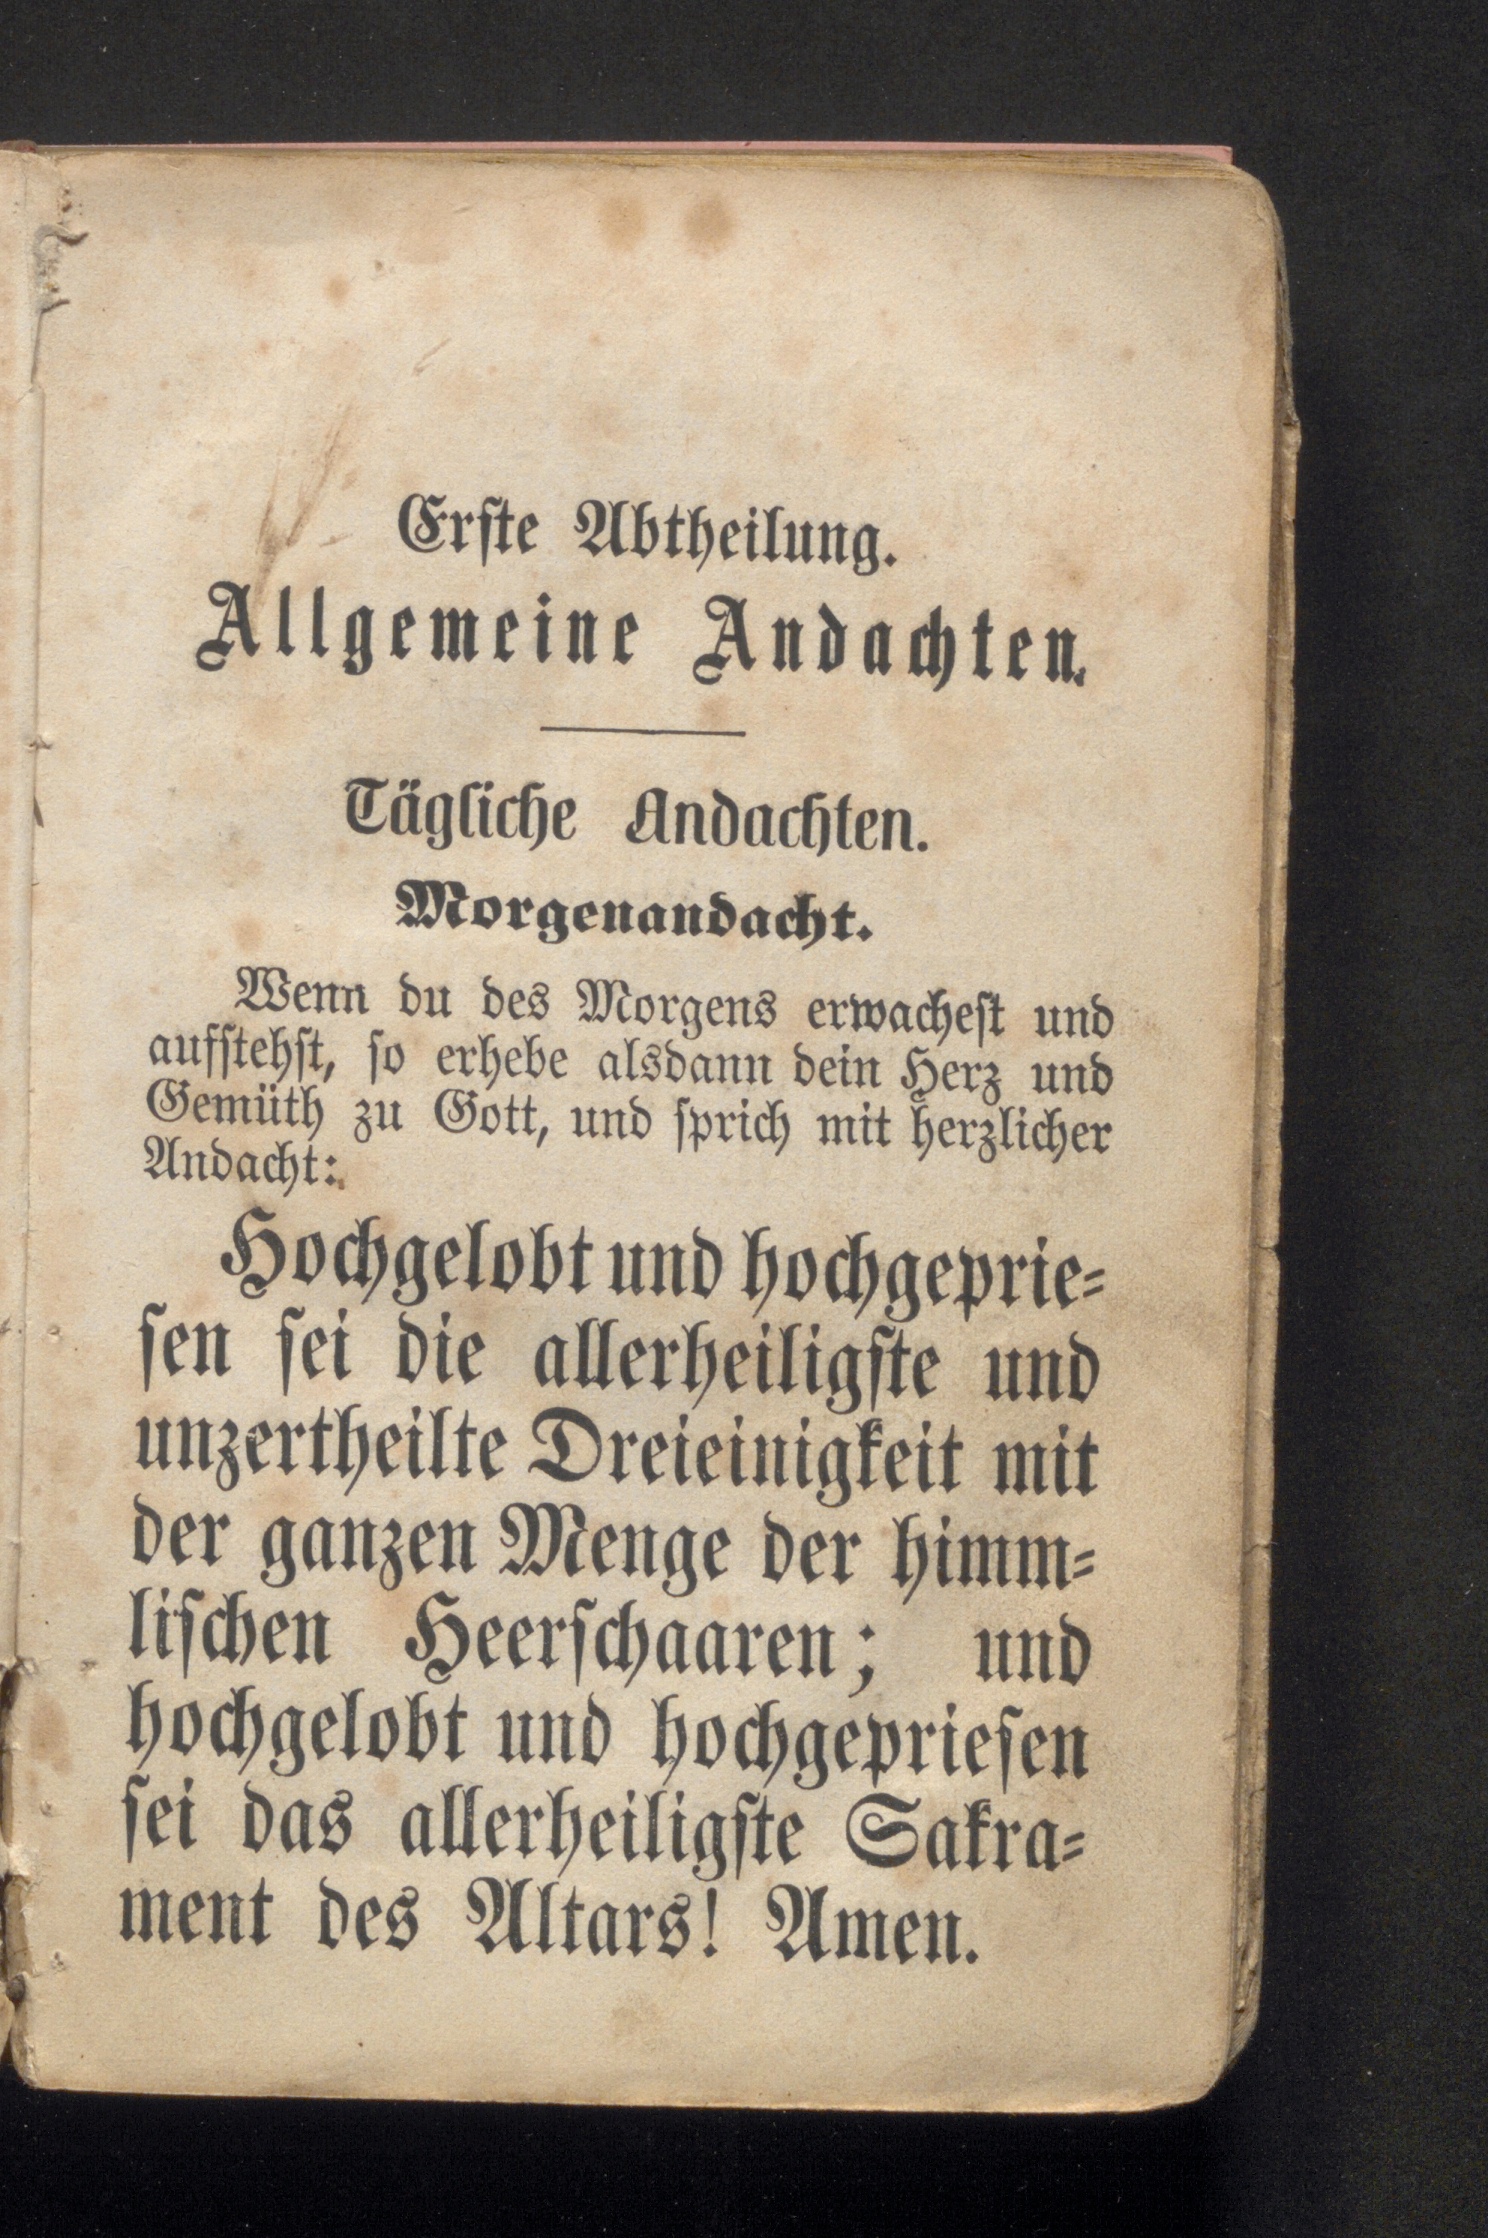 Erſte Abtheilung.
Allgemeine Andachten.
Tägliche Andachten.
Morgenandacht.
Wenn du des Morgens erwacheſt und
aufſtehſt, ſo erhebe alsdann dein Herz und
Gemüth zu Gott, und ſprich mit herzlicher
Andacht:
Hochgelobt und hochgeprie⸗
ſen ſei die allerheiligſte und
unzertheilte Dreieinigkeit mit
der ganzen Menge der himm⸗
liſchen Heerſchaaren; und
hochgelobt und hochgeprieſen
ſei das allerheiligſte Sakra⸗
ment des Altars! Amen.